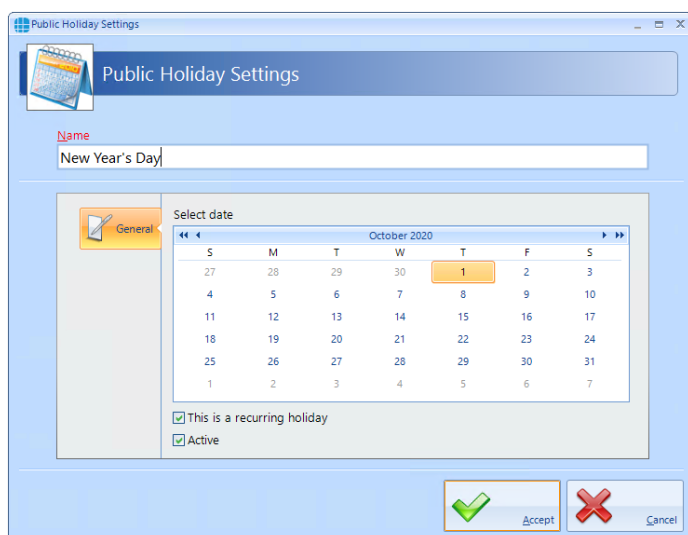 Public Holiday Settings
Public Holiday Settings
Name
New Year's Day
General
Select date
October 2020
S M T W T F S
27 28 29 30 1 2 3
4 5 6 7 8 9 10
11 12 13 14 15 16 17
18 19 20 21 22 23 24
25 26 27 28 29 30 31
1 2 3 4 5 6 7
This is a recurring holiday
Active
Accept Cancel